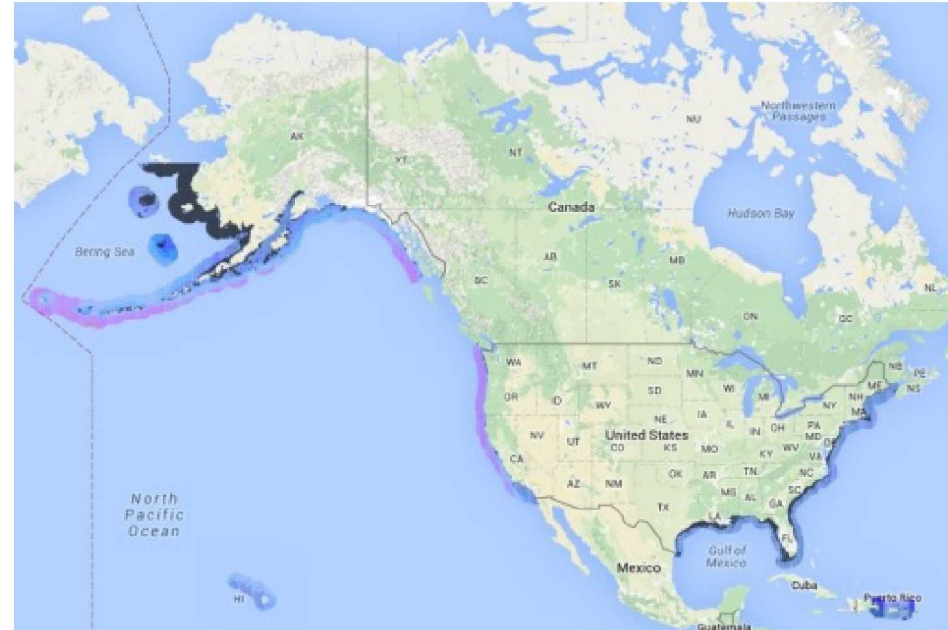 Northwestern
Passages
NU
AK
YT
NT
Canada
Hudson Bay
Bering Sea
AB
MB
BC
SK
NL
ON
QC
WA
MT
ND
MN
NB
PE
ME
NS
OR
ID
WY
SD
WI
MI
NH
NY
MA
NE
IA
IL
IN
OH
PA
MD
DE
NV
UT
United States
CO
KS
MO
KY
WV
VA
CA
OK
AR
TN
NC
AZ
NM
MS
AL
SC
GA
TX
LA
FL
North
Pacific
Ocean
Gulf of
Mexico
Mexico
Cuba
HI
Puerto Rico
Guatemala